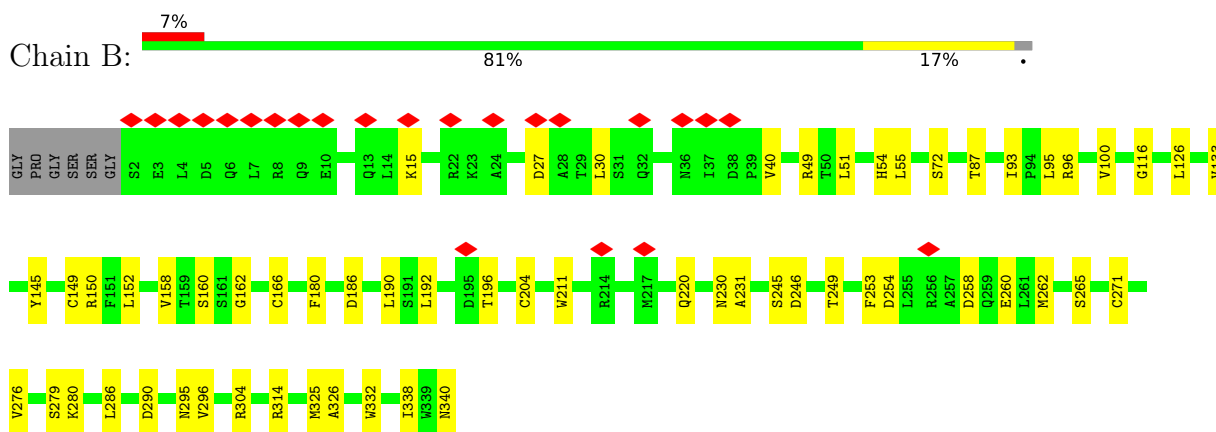 7%
Chain B:
81% 17% •
GLY PRO GLY SER SER GLY S2 E3 L4 D5 Q6 L7 R8 Q9 E10 Q13 L14 K15 R22 K23 A24 D27 A28 T29 L30 S31 Q32 N36 I37 D38 P39 V40 R49 T50 L51 H54 L55 S72 T87 I93 P94 L95 R96 V100 G116 L126
Y145 C149 R150 F151 L152 V158 T159 S160 S161 G162 C166 F180 D186 L190 S191 L192 D195 T196 C204 W211 R214 M217 Q220 N230 A231 S245 D246 T249 F253 D254 L255 R256 A257 D258 Q259 E260 L261 M262 S265 C271
V276 S279 K280 L286 D290 N295 V296 R304 R314 M325 A326 W332 I338 W339 N340